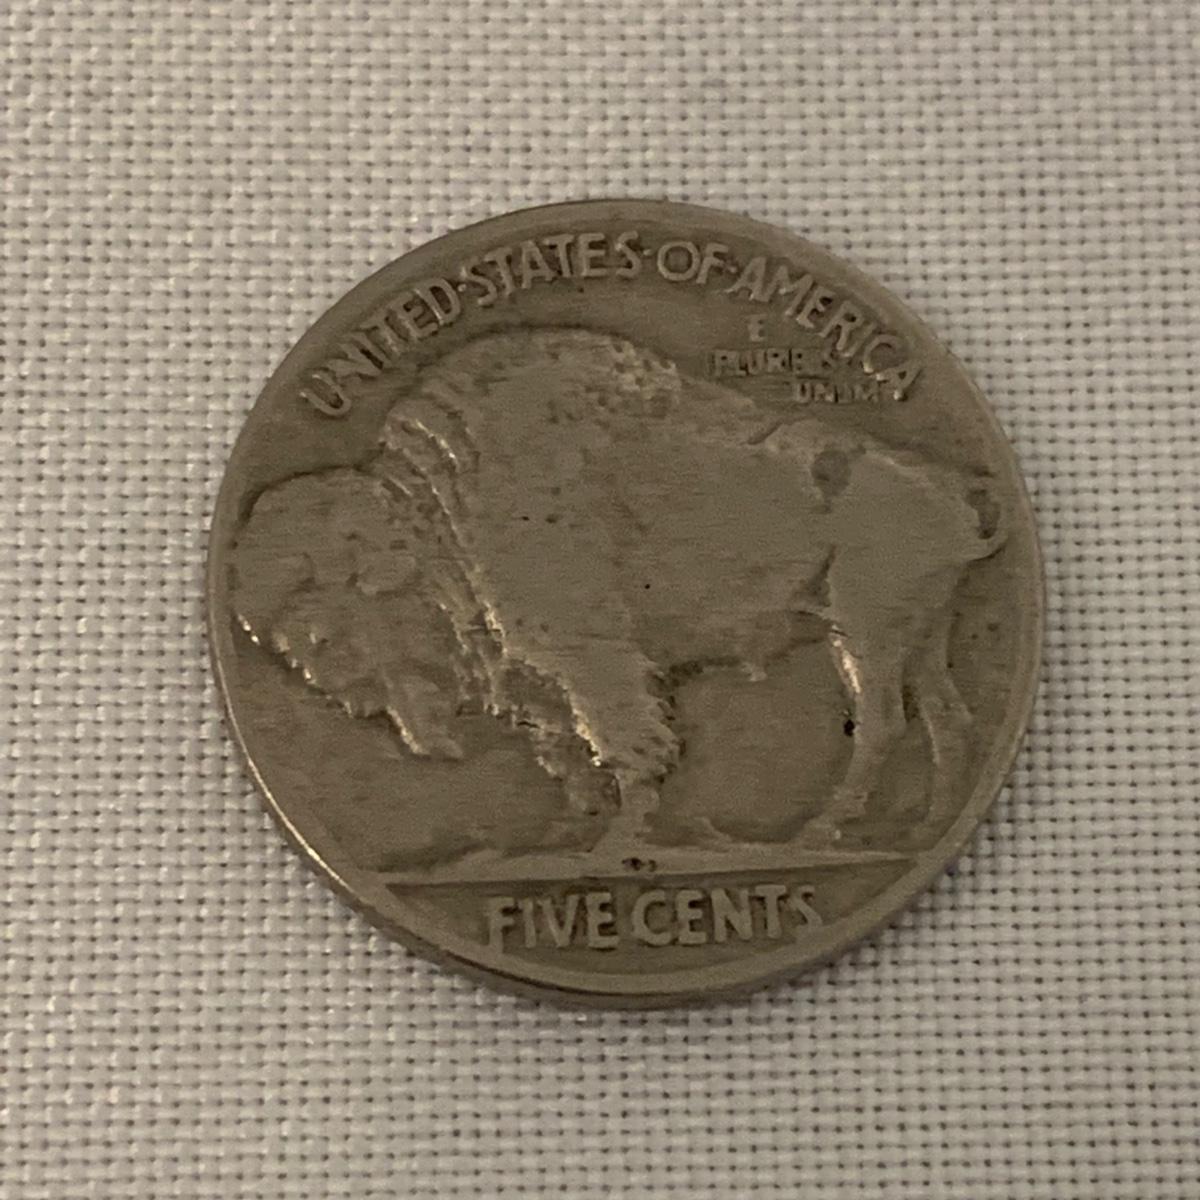 UNITED·STATES·OF·AMERICA
E
PLURIBUS
UNUM
FIVE CENTS